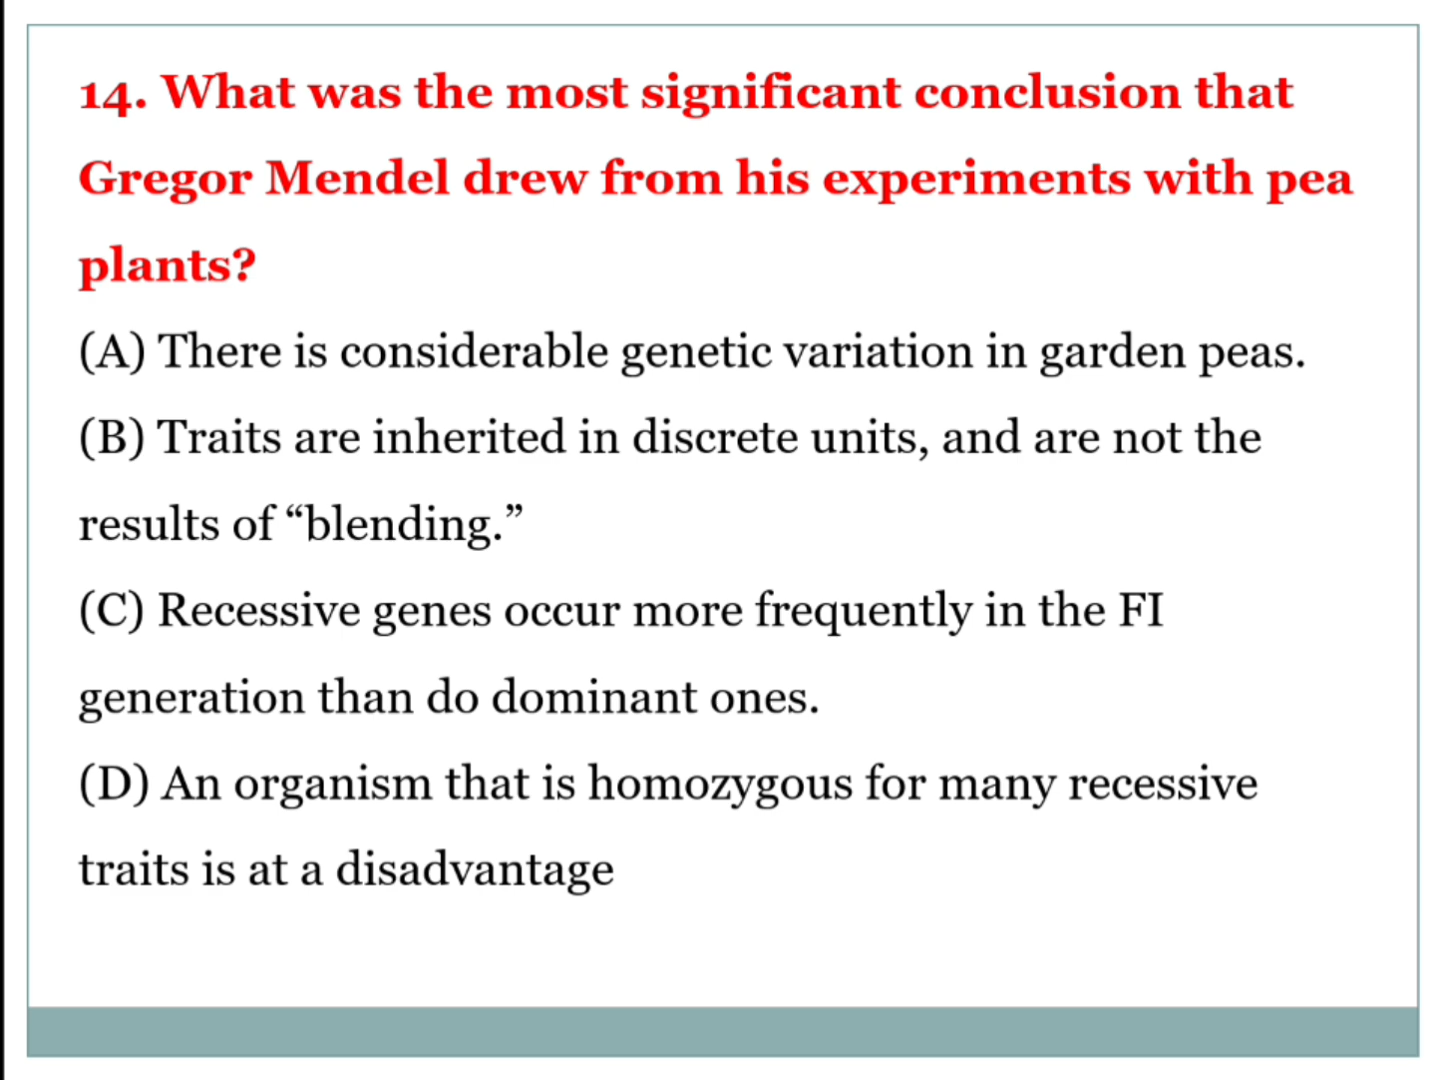 14. What was the most significant conclusion that
Gregor Mendel drew from his experiments with pea
plants?
(A) There is considerable genetic variation in garden peas.
(B) Traits are inherited in discrete units, and are not the
results of “blending.”
(C) Recessive genes occur more frequently in the FI
generation than do dominant ones.
(D) An organism that is homozygous for many recessive
traits is at a disadvantage